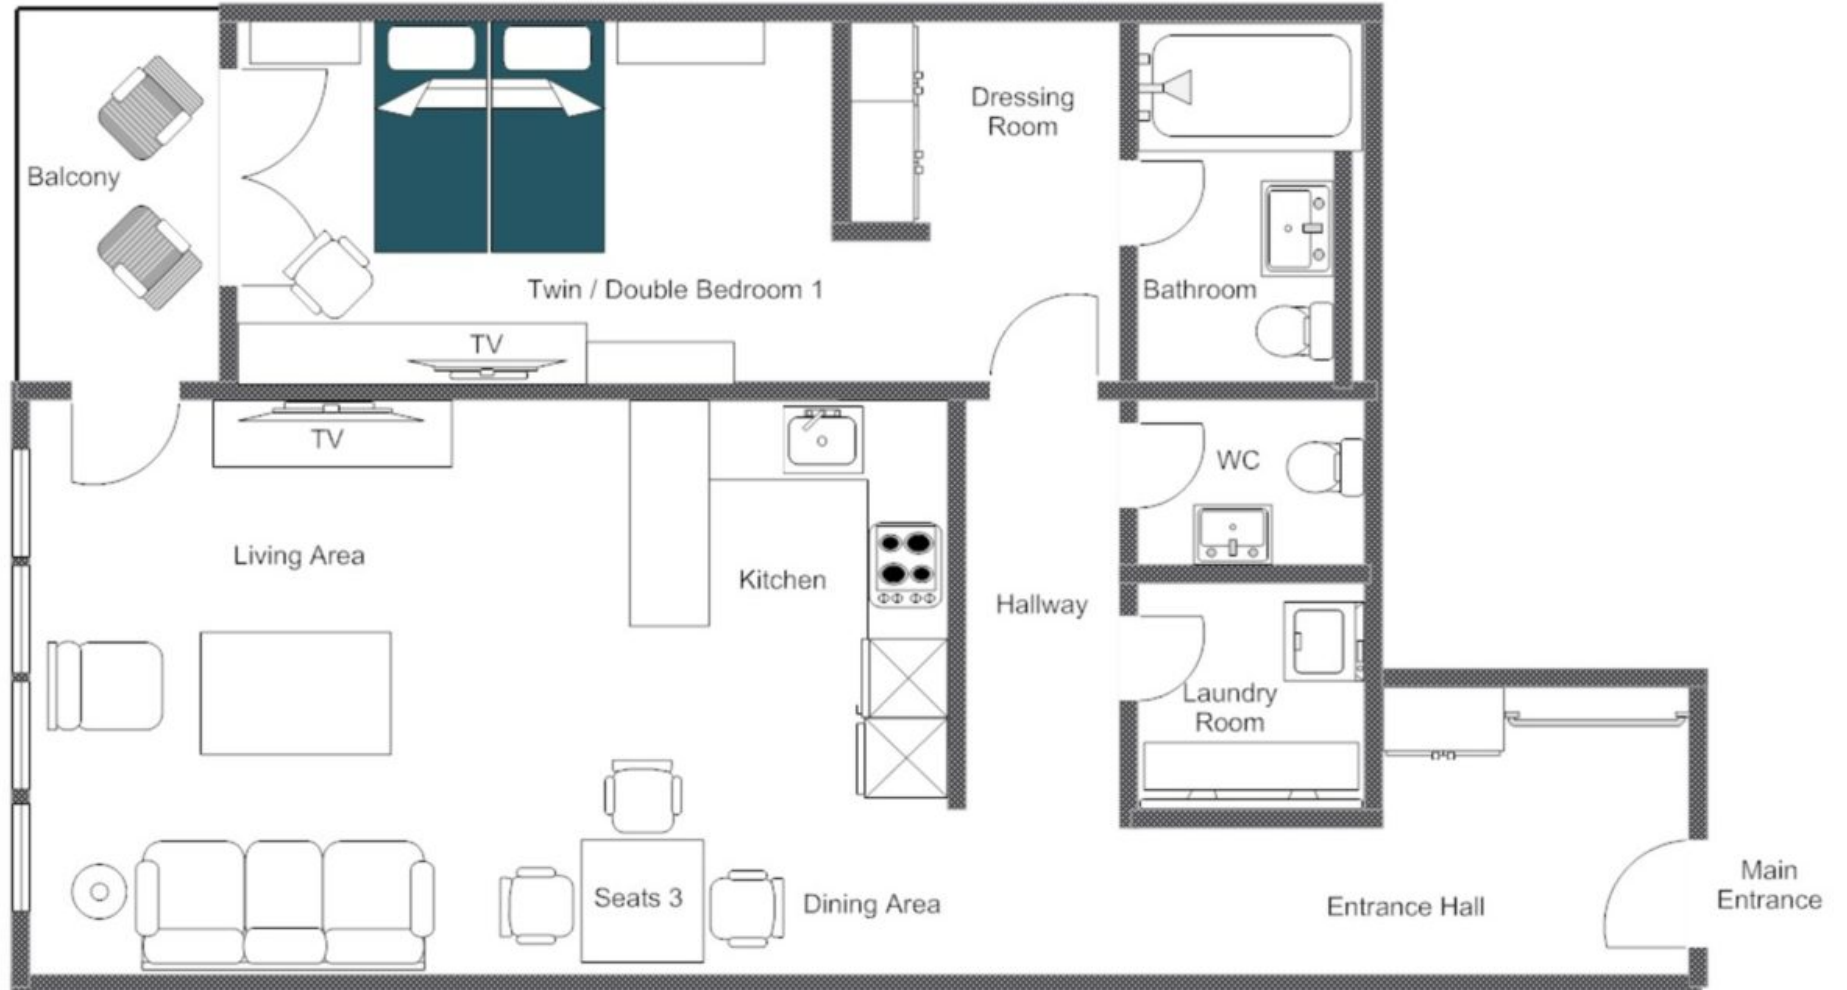 Dressing
Room
Balcony
Twin / Double Bedroom 1
Bathroom
TV
TV
WC
Living Area
Kitchen
Hallway
Laundry
Room
Seats 3
Dining Area
Entrance Hall
Main
Entrance